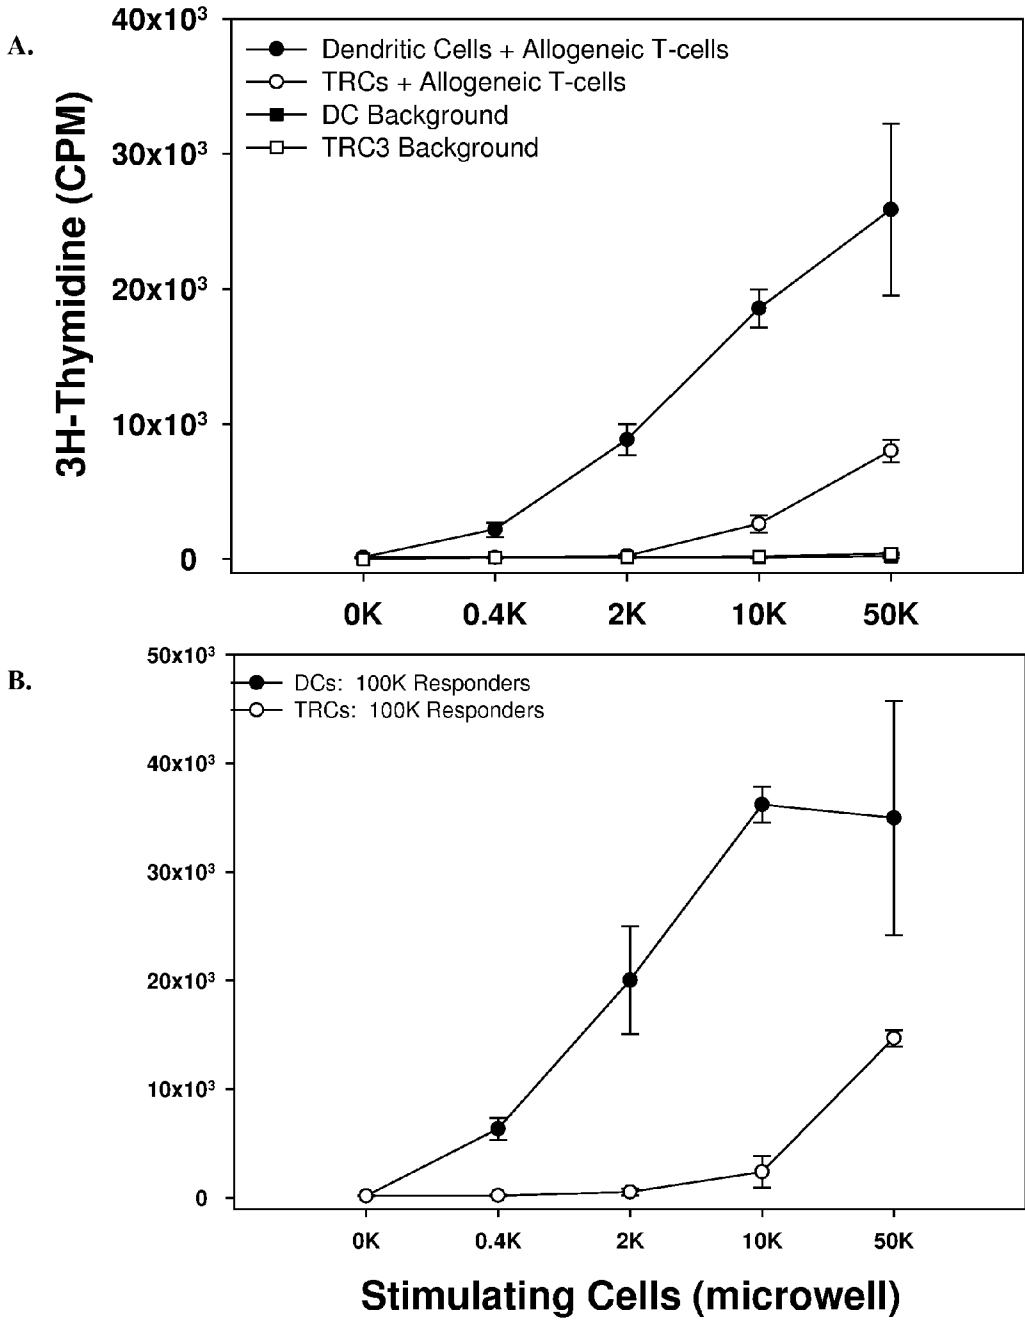 A.
40x10³
30x10³
20x10³
10x10³
0
3H-Thymidine (CPM)
Dendritic Cells + Allogeneic T-cells
TRCs + Allogeneic T-cells
DC Background
TRC3 Background
0K 0.4K 2K 10K 50K
B.
50x10³
40x10³
30x10³
20x10³
10x10³
0
DCs: 100K Responders
TRCs: 100K Responders
0K 0.4K 2K 10K 50K
Stimulating Cells (microwell)